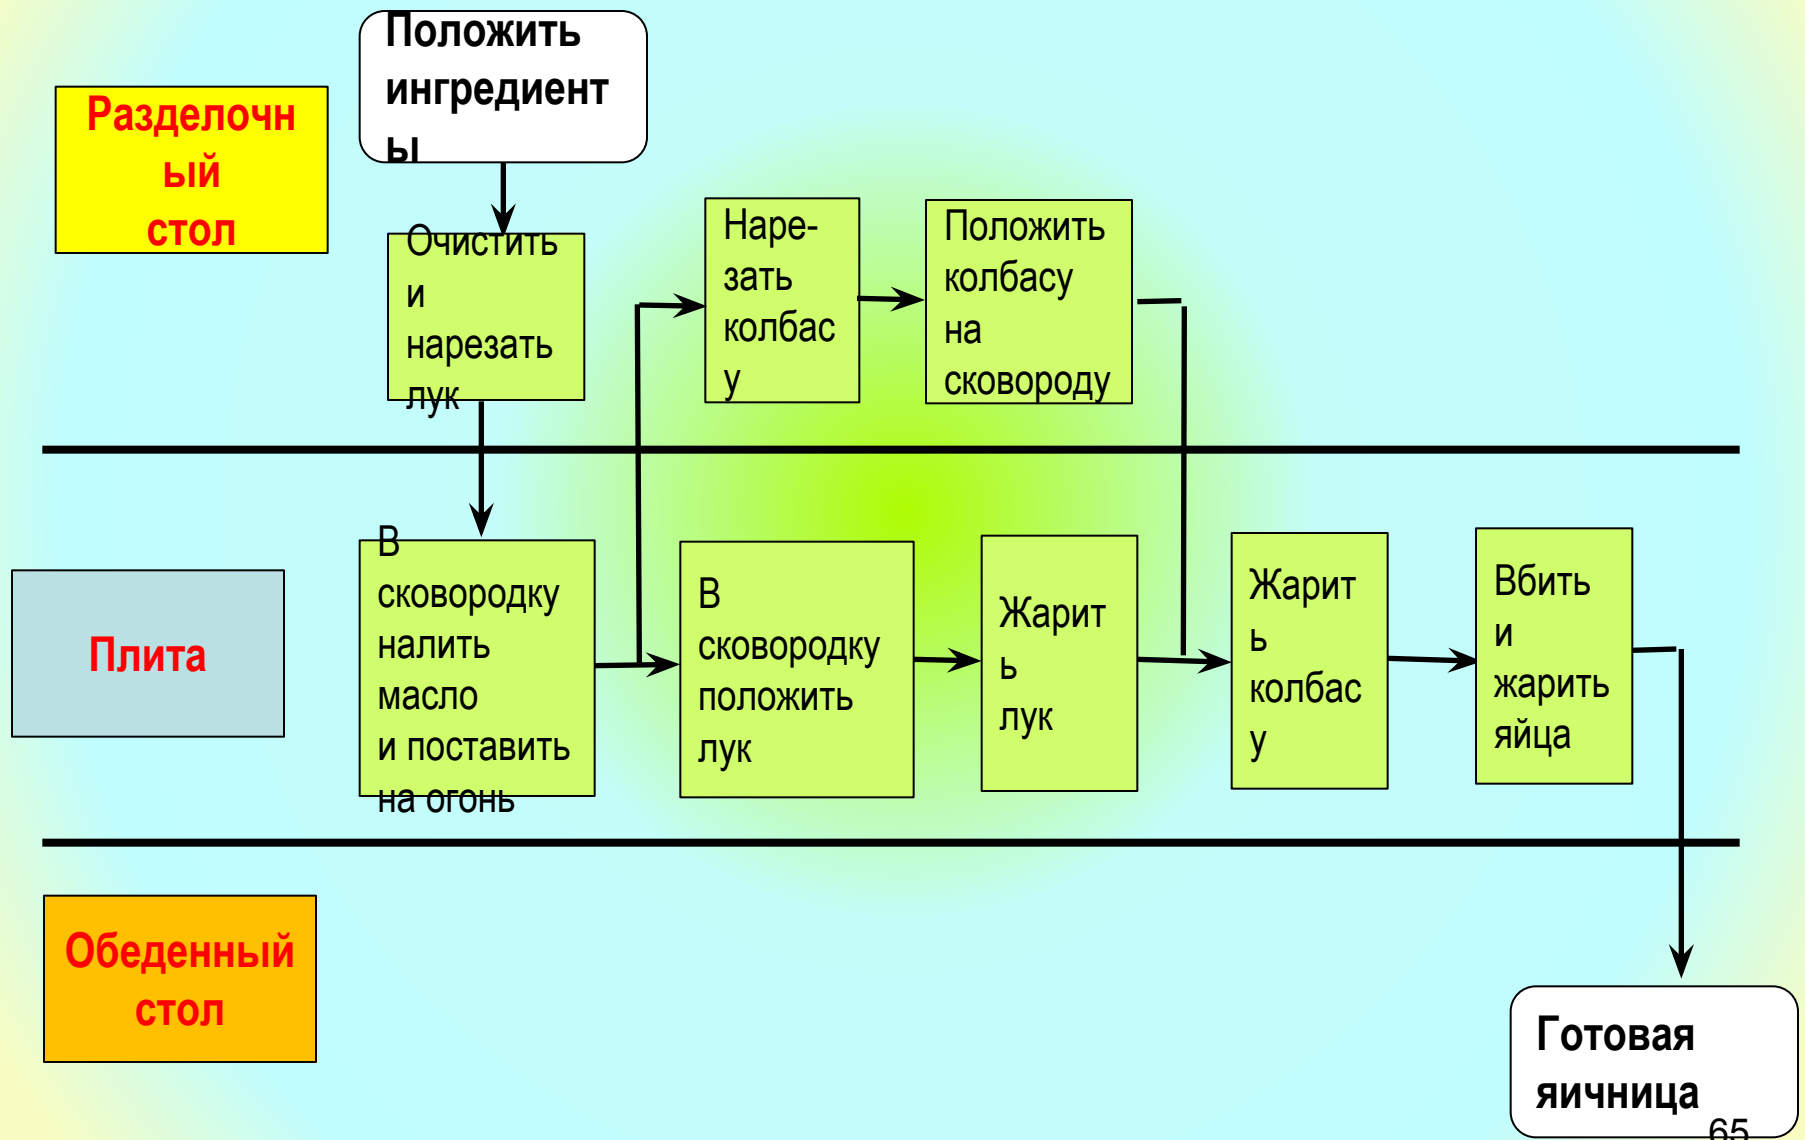 Положить
ингредиент
ы
Разделочн
ый
стол
Очистить
и
нарезать
лук
Наре-
зать
колбас
у
Положить
колбасу
на
сковороду
Плита
В
сковородку
налить
масло
и поставить
на огонь
В
сковородку
положить
лук
Жарит
ь
лук
Жарит
ь
колбас
у
Вбить
и
жарить
яйца
Обеденный
стол
Готовая
яичница
65